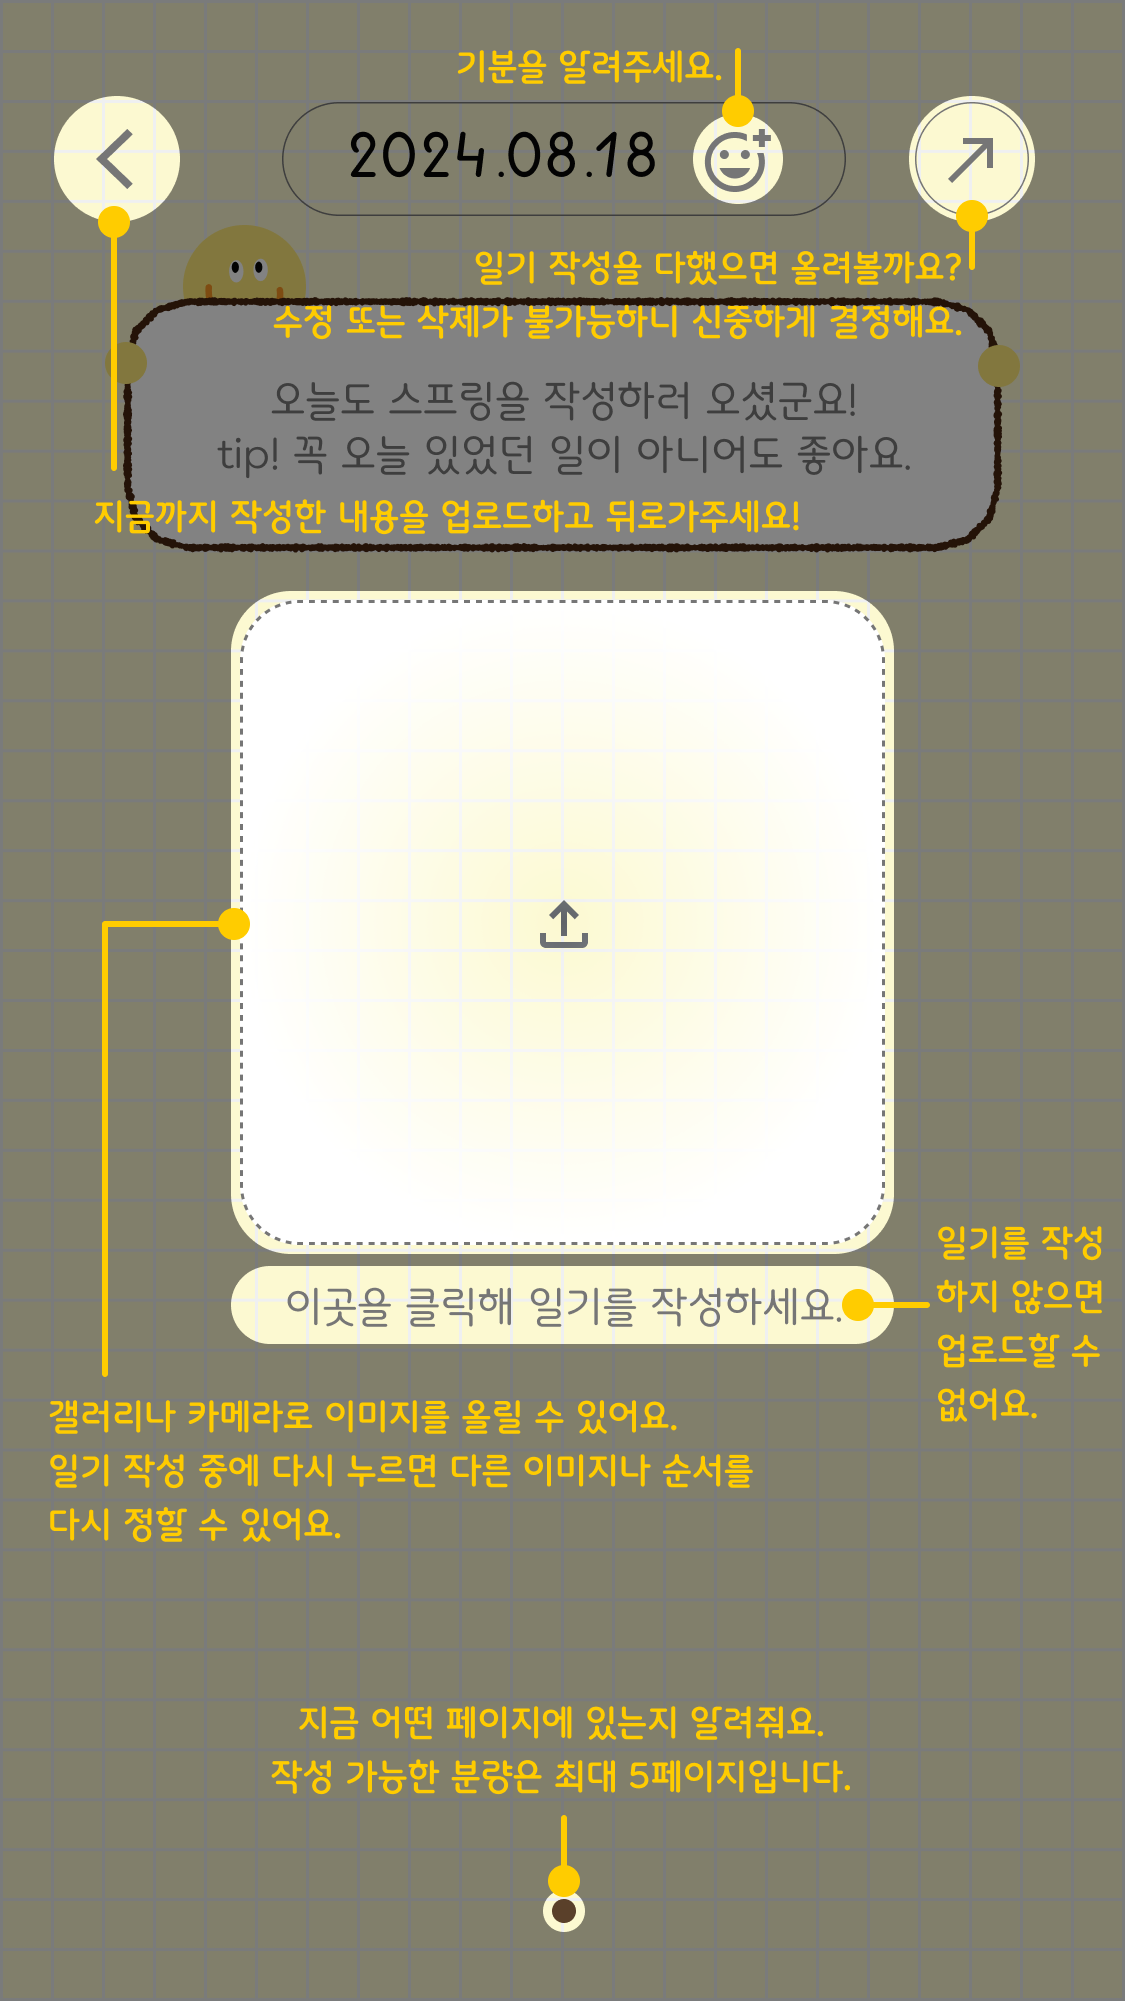 기분을 알려주세요.
2024.08.18
일기 작성을 다했으면 올려볼까요?
수정 또는 삭제가 불가능하니 신중하게 결정해요.
오늘도 스프링을 작성하러 오셨군요!
tip! 꼭 오늘 있었던 일이 아니어도 좋아요.
지금까지 작성한 내용을 업로드하고 뒤로가주세요!
이곳을 클릭해 일기를 작성하세요.
일기를 작성
하지 않으면
업로드할 수
없어요.
갤러리나 카메라로 이미지를 올릴 수 있어요.
일기 작성 중에 다시 누르면 다른 이미지나 순서를
다시 정할 수 있어요.
지금 어떤 페이지에 있는지 알려줘요.
작성 가능한 분량은 최대 5페이지입니다.